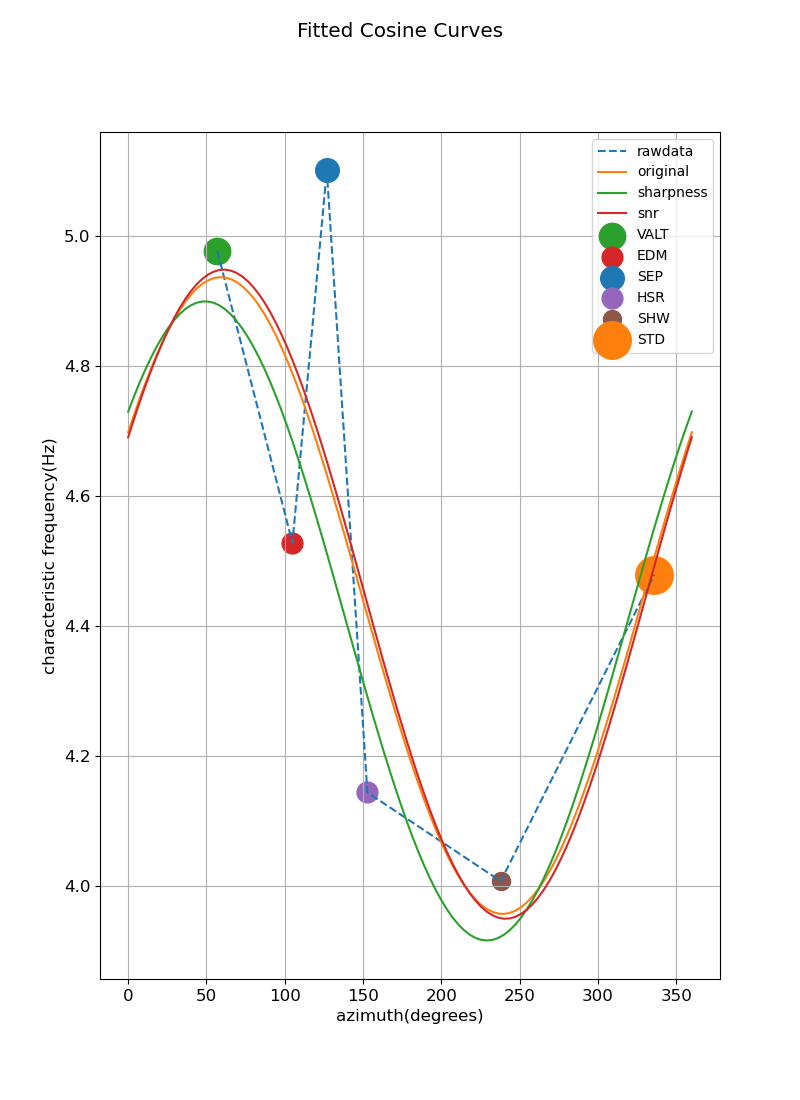 Fitted Cosine Curves
rawdata
original
sharpness
snr
VALT
EDM
SEP
HSR
SHW
STD
5.0
4.8
4.6
4.4
4.2
4.0
characteristic frequency(Hz)
0 50 100 150 200 250 300 350
azimuth(degrees)